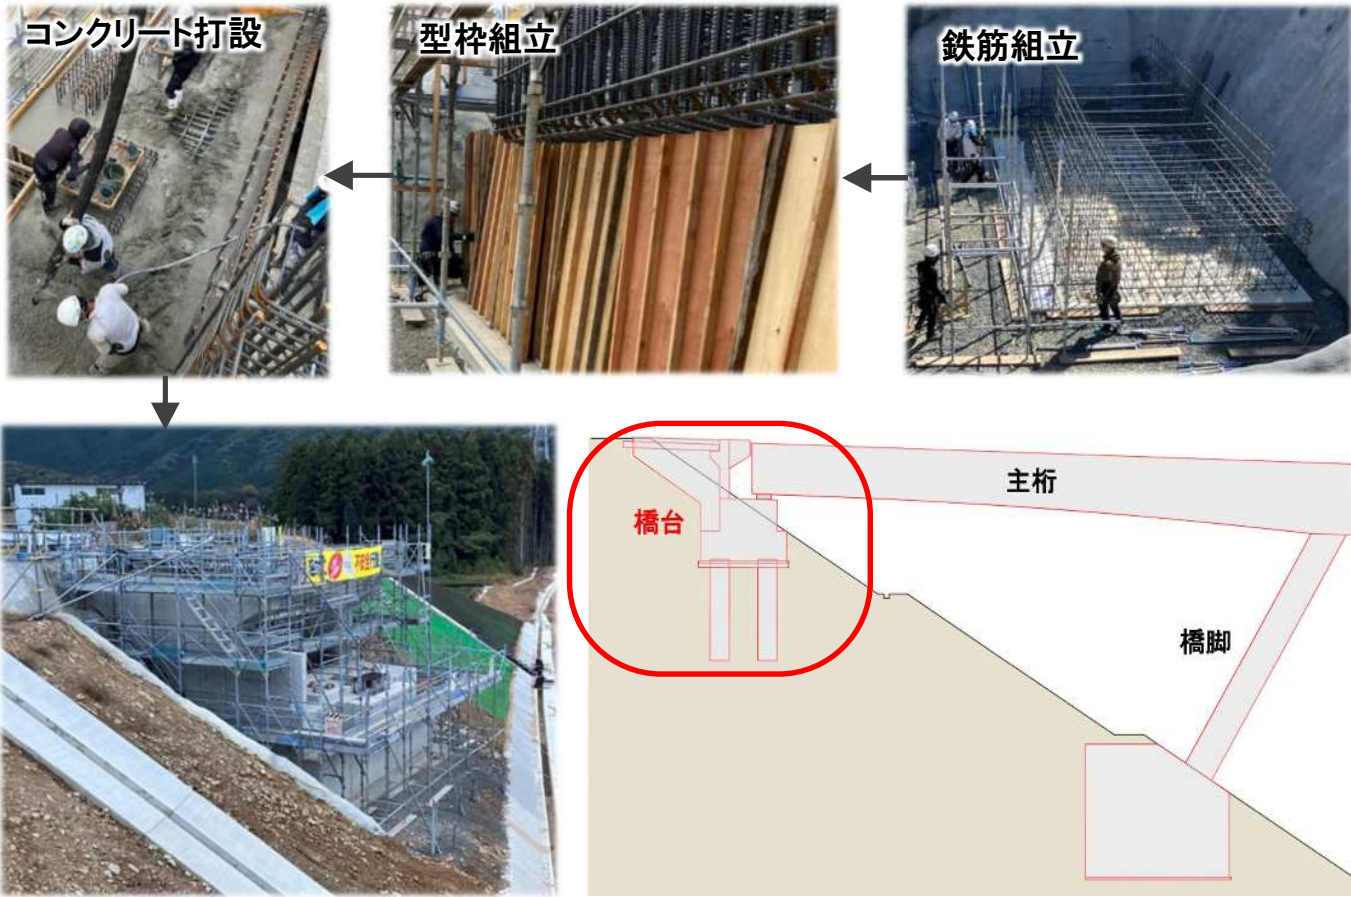 コンクリート打設
型枠組立
鉄筋組立
主桁
橋台
橋脚